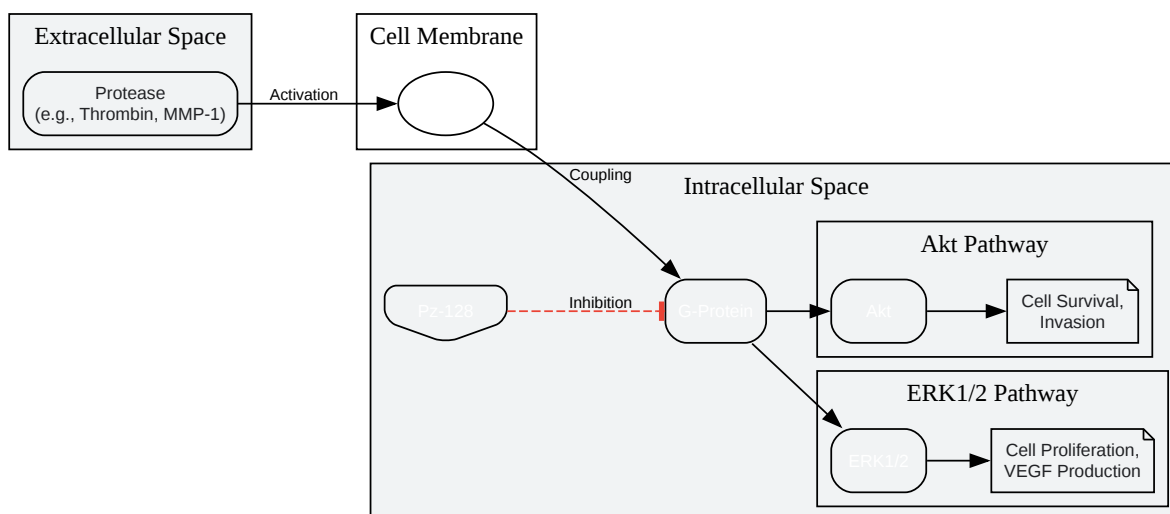 Extracellular Space
Cell Membrane
Protease
(e.g., Thrombin, MMP-1)
Activation
Coupling
Intracellular Space
Akt Pathway
Pz-128
Inhibition
G-Protein
Akt
Cell Survival,
Invasion
ERK1/2 Pathway
ERK1/2
Cell Proliferation,
VEGF Production